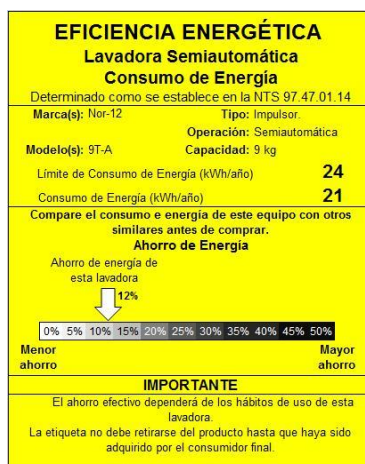 EFICIENCIA ENERGÉTICA
Lavadora Semiautomática
Consumo de Energía
Determinado como se establece en la NTS 97.47.01.14
Marca(s): Nor-12 Tipo: Impulsor.
Operación: Semiautomática
Modelo(s): 9T-A Capacidad: 9 kg
Límite de Consumo de Energía (kWh/año) 24
Consumo de Energía (kWh/año) 21
Compare el consumo e energía de este equipo con otros
similares antes de comprar.
Ahorro de Energía
Ahorro de energía de
esta lavadora
12%
0% 5% 10% 15% 20% 25% 30% 35% 40% 45% 50%
Menor Mayor
ahorro ahorro
IMPORTANTE
El ahorro efectivo dependerá de los hábitos de uso de esta
lavadora.
La etiqueta no debe retirarse del producto hasta que haya sido
adquirido por el consumidor final.